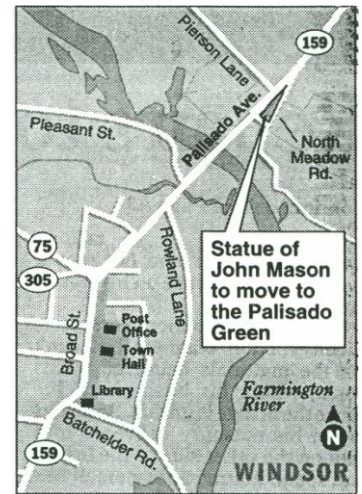 Pierson Lane
159
Palisado Ave.
Pleasant St.
North
Meadow
Rd.
75
305
Rowland Lane
Statue of
John Mason
to move to
the Palisado
Green
Broad St.
Post
Office
Town
Hall
Library
Batchelder Rd.
Farmington
River
159
N
WINDSOR